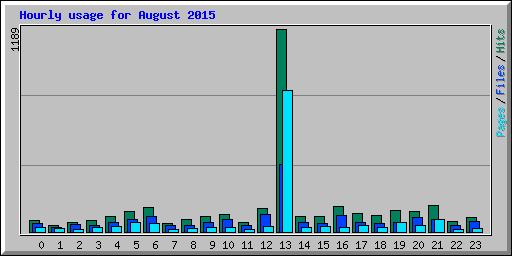 Hourly usage for August 2015
1189
Pages/Files/Hits
0 1 2 3 4 5 6 7 8 9 10 11 12 13 14 15 16 17 18 19 20 21 22 23